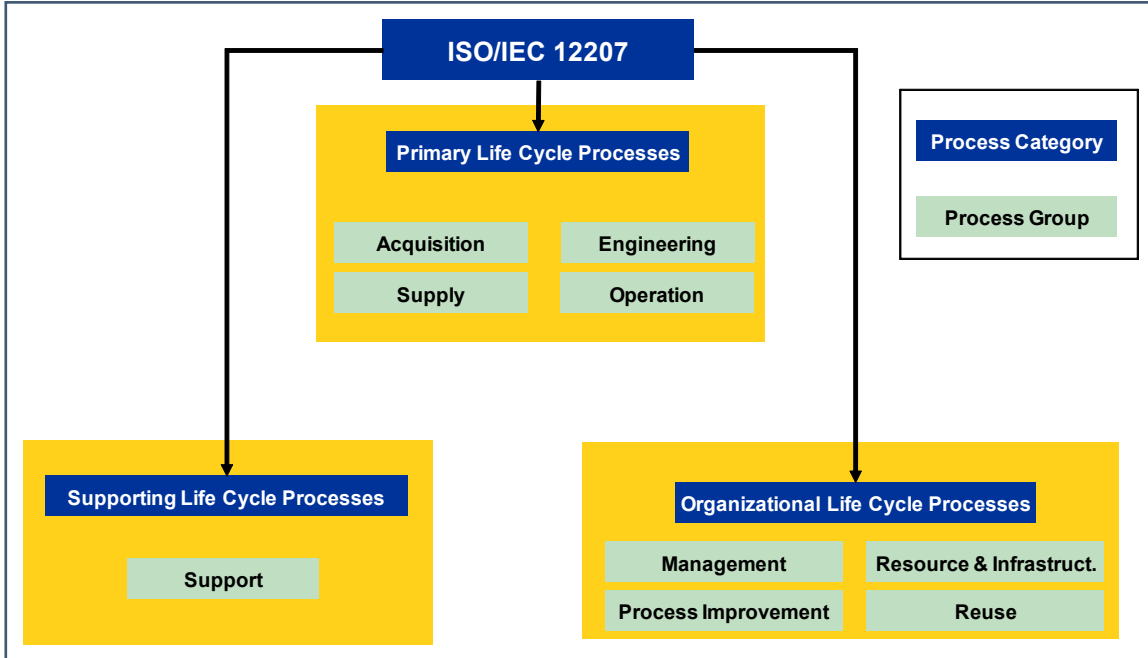 ISO/IEC 12207
Primary Life Cycle Processes
Acquisition
Engineering
Supply
Operation
Process Category
Process Group
Supporting Life Cycle Processes
Support
Organizational Life Cycle Processes
Management
Resource & Infrastruct.
Process Improvement
Reuse